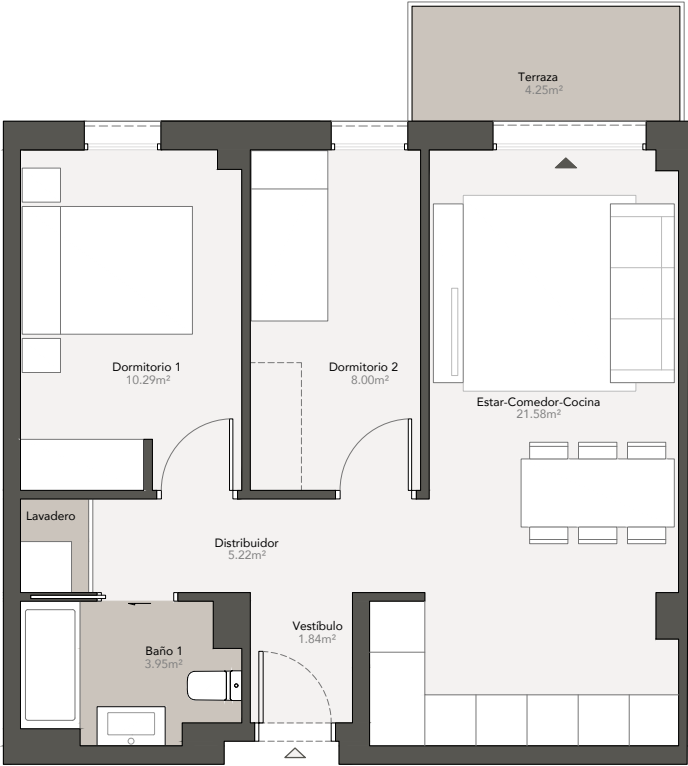 Terraza
4.25m²
Dormitorio 1
10.29m²
Dormitorio 2
8.00m²
Estar-Comedor-Cocina
21.58m²
Lavadero
Distribuidor
5.22m²
Vestíbulo
1.84m²
Baño 1
3.95m²